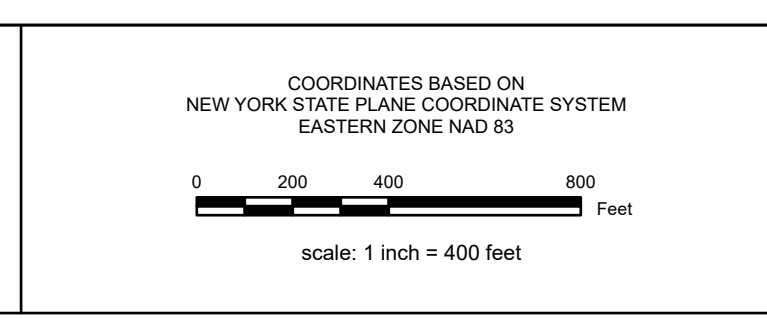 COORDINATES BASED ON
NEW YORK STATE PLANE COORDINATE SYSTEM
EASTERN ZONE NAD 83
0 200 400 800
Feet
scale: 1 inch = 400 feet